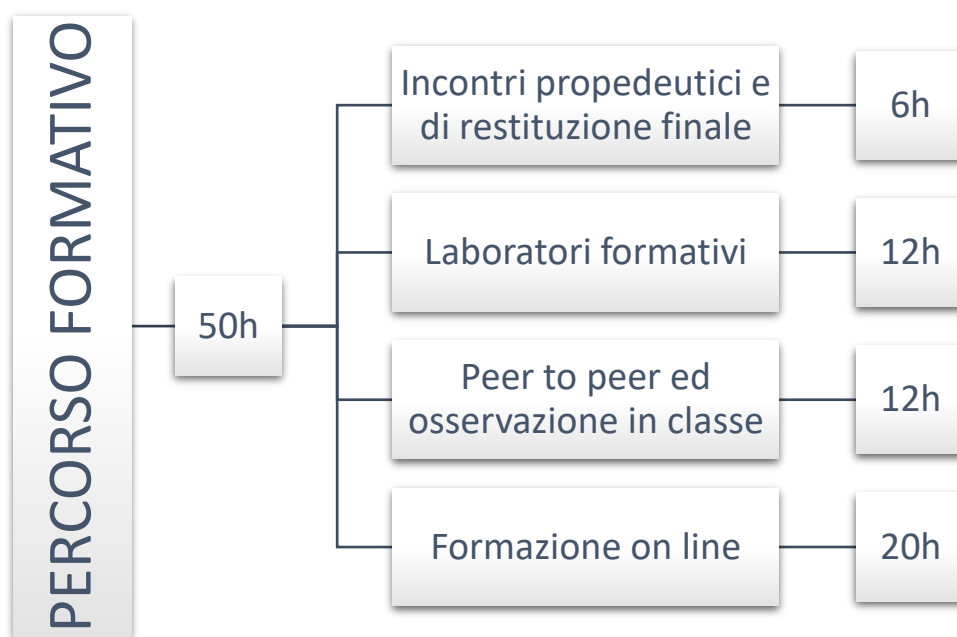 PERCORSO FORMATIVO
50h
Incontri propedeutici e
di restituzione finale
6h
Laboratori formativi
12h
Peer to peer ed
osservazione in classe
12h
Formazione on line
20h